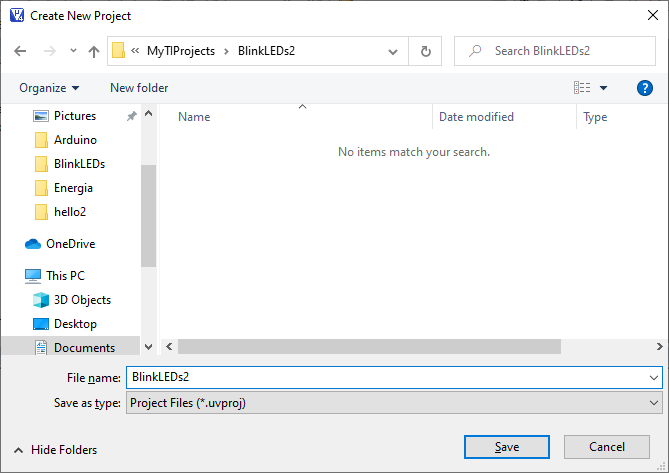 Create New Project
« MyTIProjects > BlinkLEDs2
Search BlinkLEDs2
Organize New folder
Name Date modified Type
No items match your search.
Pictures
Arduino
BlinkLEDs
Energia
hello2
OneDrive
This PC
3D Objects
Desktop
Documents
File name: BlinkLEDs2
Save as type: Project Files (*.uvproj)
Hide Folders Save Cancel